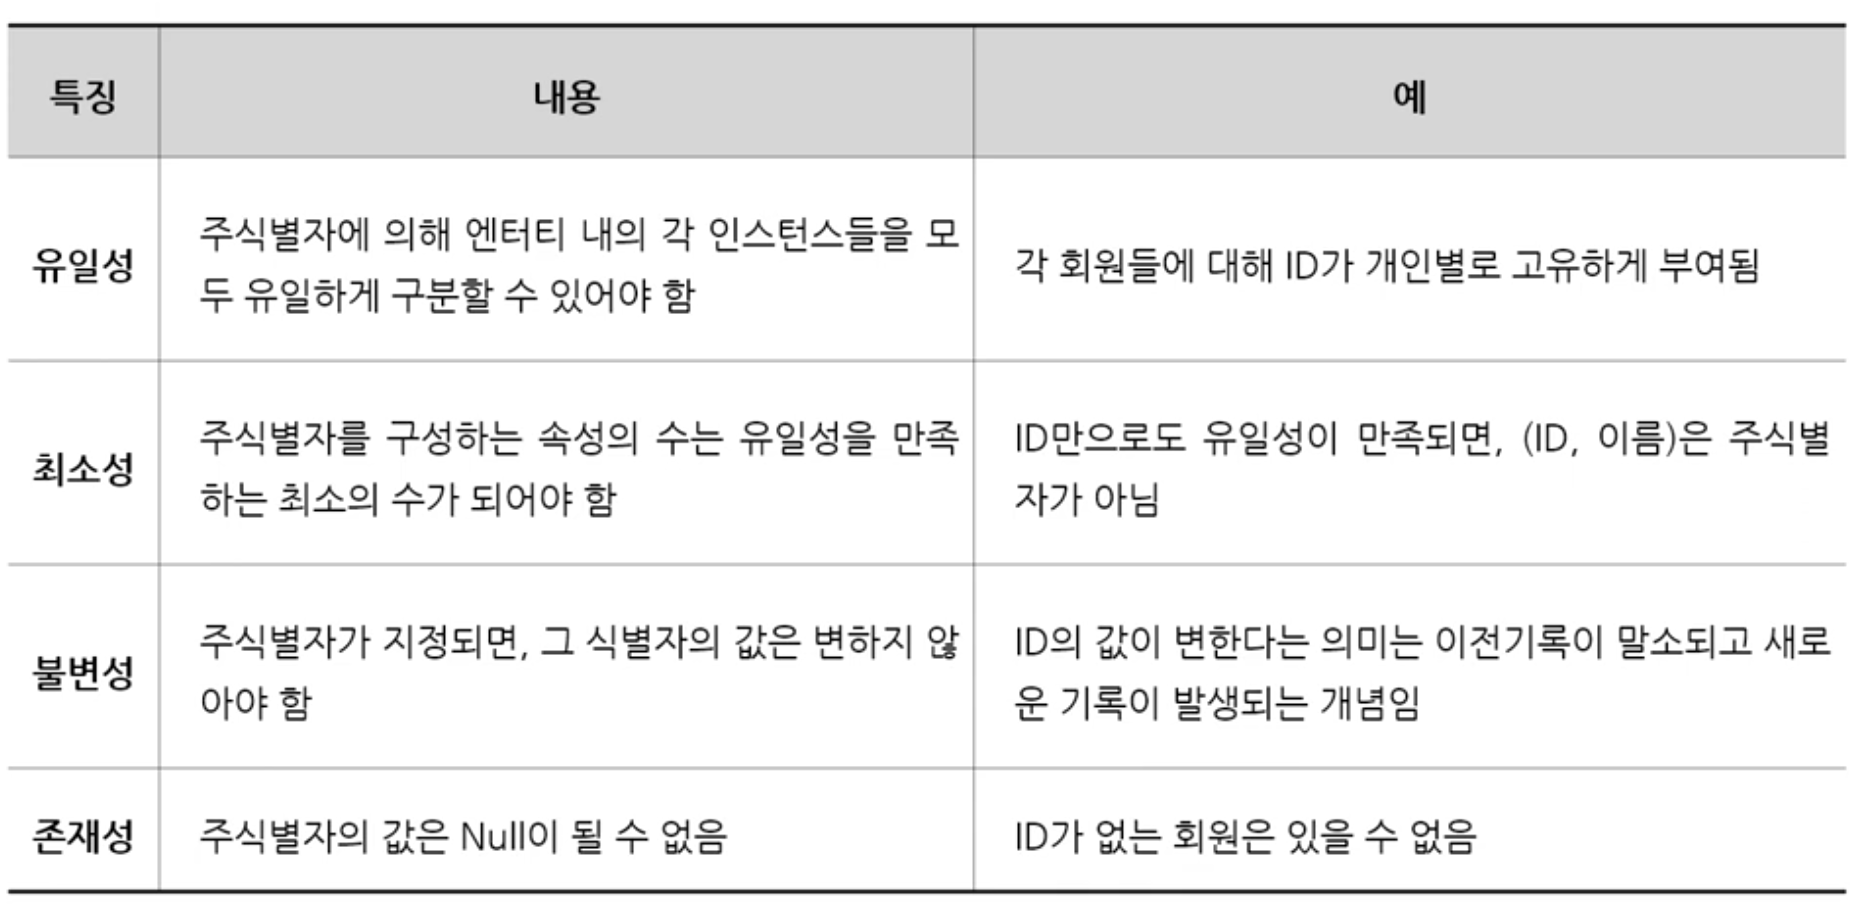 특징 내용 예
유일성
주식별자에 의해 엔터티 내의 각 인스턴스들을 모
두 유일하게 구분할 수 있어야 함
각 회원들에 대해 ID가 개인별로 고유하게 부여됨
최소성
주식별자를 구성하는 속성의 수는 유일성을 만족
하는 최소의 수가 되어야 함
ID만으로도 유일성이 만족되면, (ID, 이름)은 주식별
자가 아님
불변성
주식별자가 지정되면, 그 식별자의 값은 변하지 않
아야 함
ID의 값이 변한다는 의미는 이전기록이 말소되고 새로
운 기록이 발생되는 개념임
존재성
주식별자의 값은 Null이 될 수 없음
ID가 없는 회원은 있을 수 없음